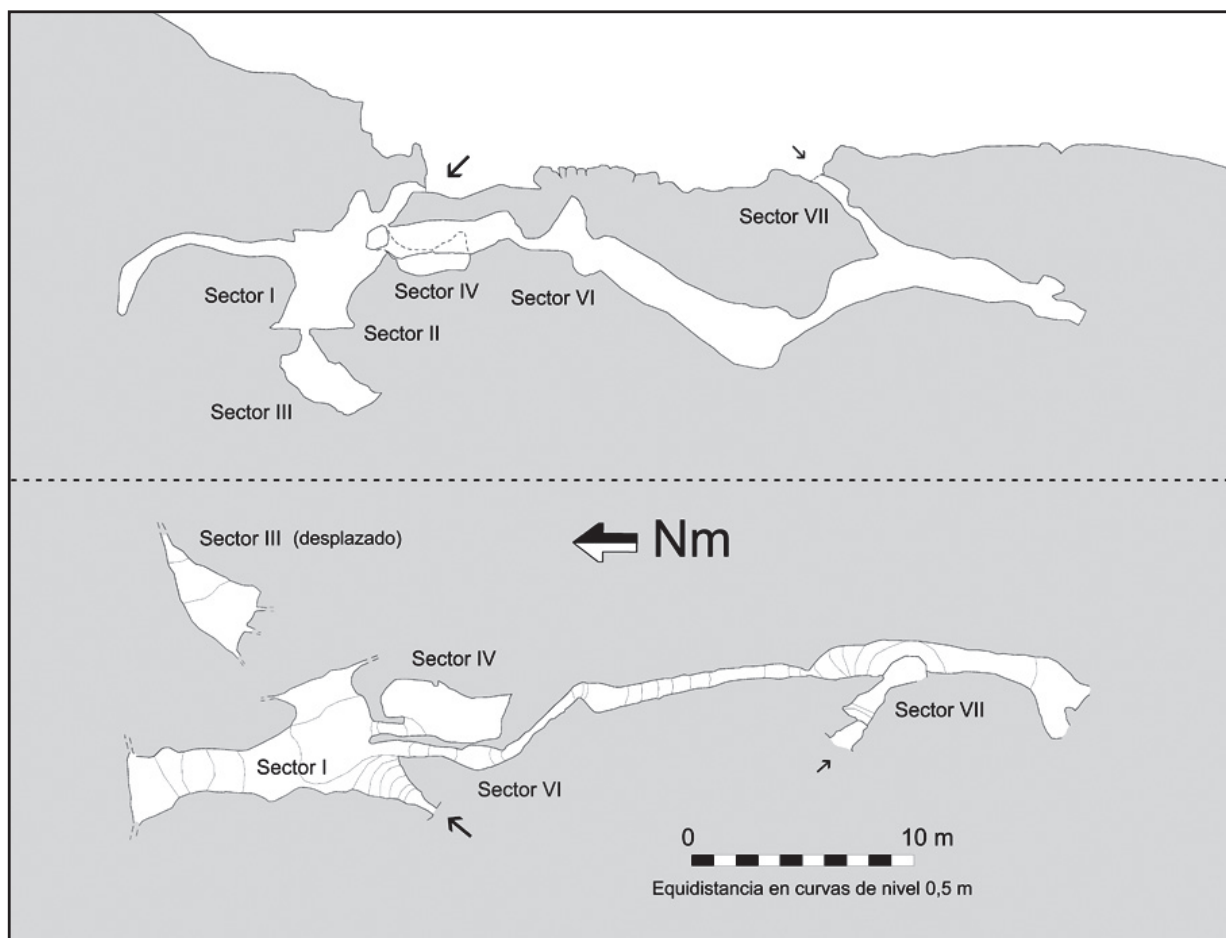 Sector VII
Sector I
Sector IV
Sector VI
Sector II
Sector III
Sector III (desplazado)
Nm
Sector IV
Sector VII
Sector I
Sector VI
0 10 m
Equidistancia en curvas de nivel 0,5 m